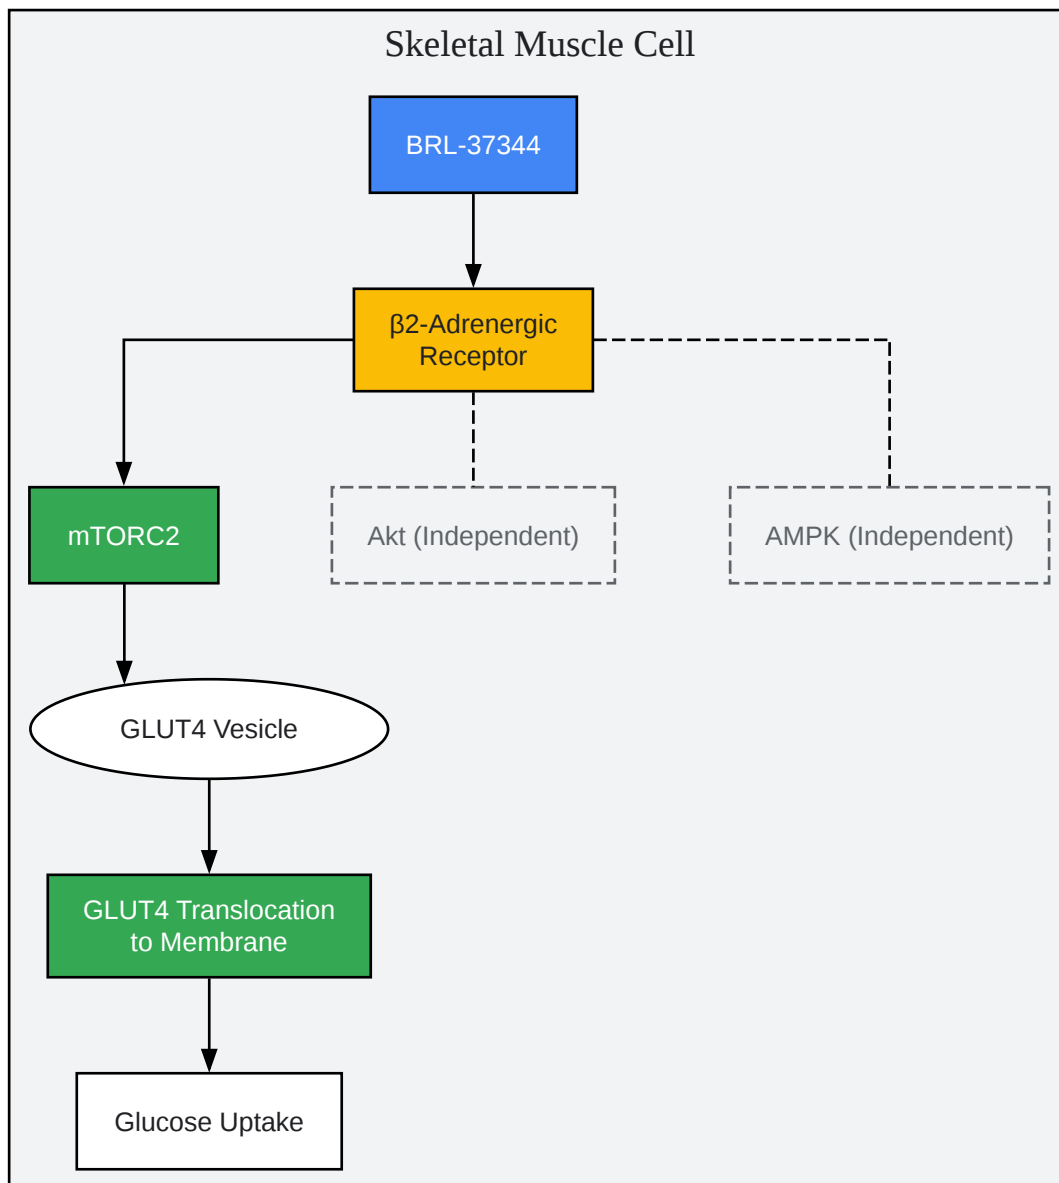 Skeletal Muscle Cell
BRL-37344
β2-Adrenergic
Receptor
mTORC2
Akt (Independent)
AMPK (Independent)
GLUT4 Vesicle
GLUT4 Translocation
to Membrane
Glucose Uptake